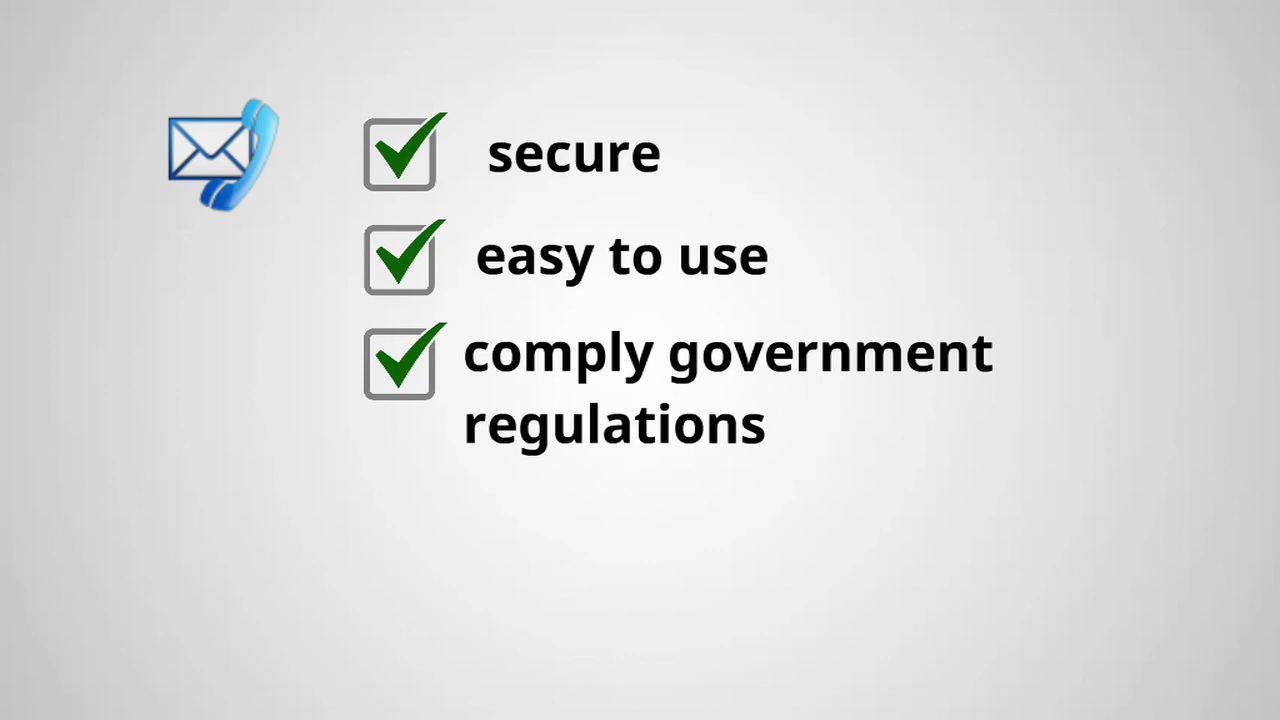 secure
easy to use
comply government
regulations